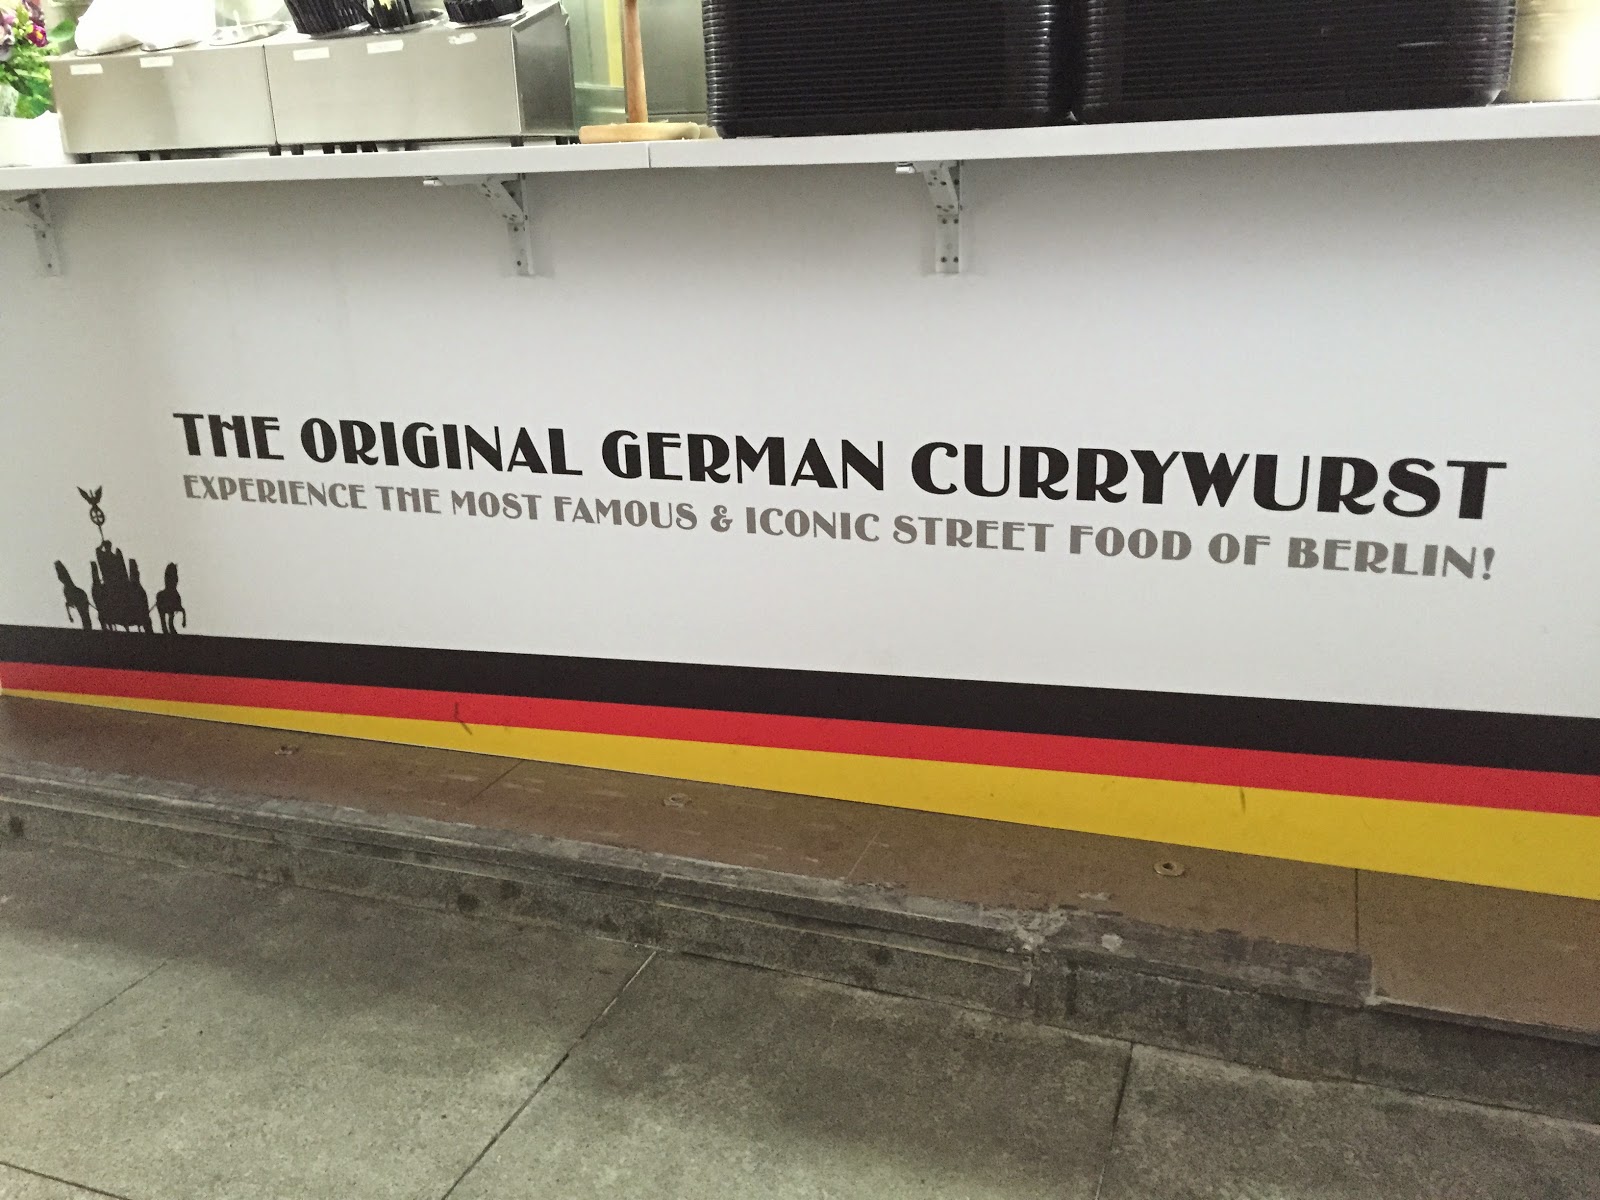 THE ORIGINAL GERMAN CURRYWURST
EXPERIENCE THE MOST FAMOUS & ICONIC STREET FOOD OF BERLIN!